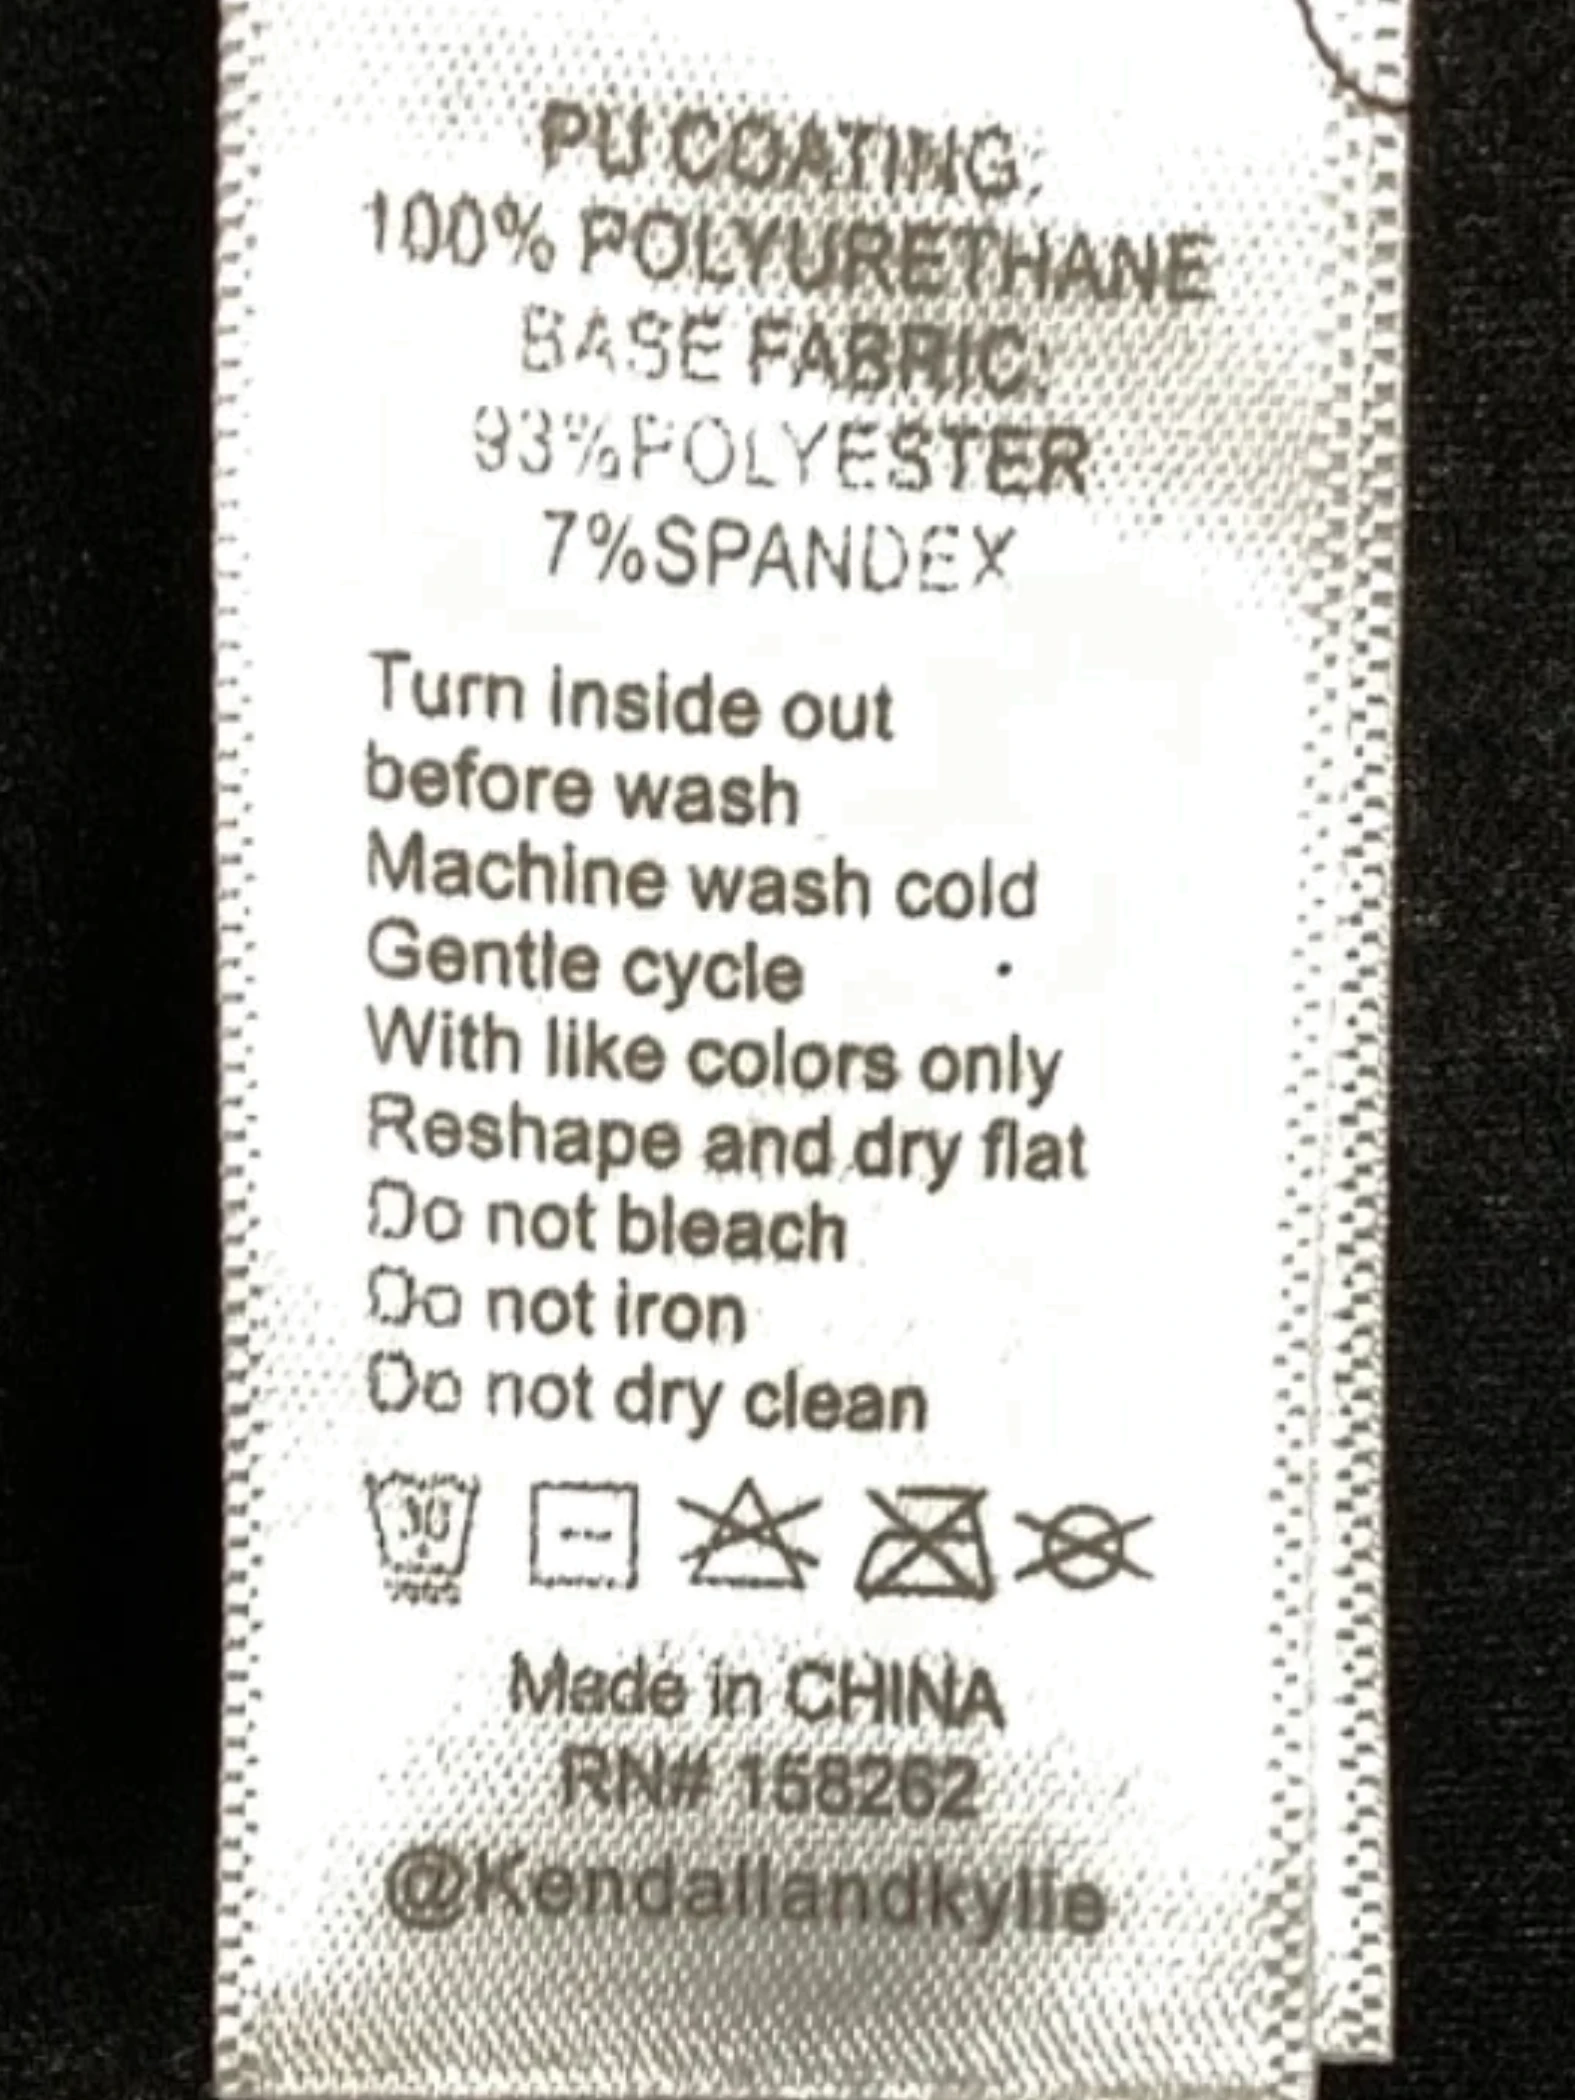 PU COATING:
100% POLYURETHANE
BASE FABRIC:
93%POLYESTER
7%SPANDEX
Turn inside out
before wash
Machine wash cold
Gentle cycle
With like colors only
Reshape and dry flat
Do not bleach
Do not iron
Do not dry clean
30
Made in CHINA
RN# 158262
@Kendallandkylie